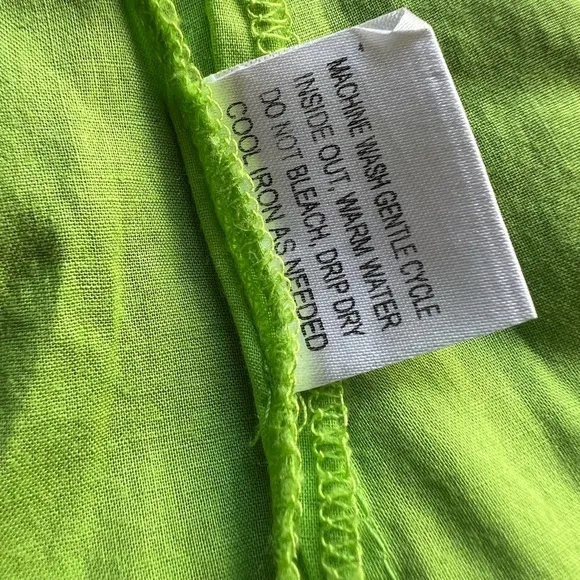 MACHINE WASH GENTLE CYCLE
INSIDE OUT, WARM WATER
DO NOT BLEACH, DRIP DRY
COOL IRON AS NEEDED